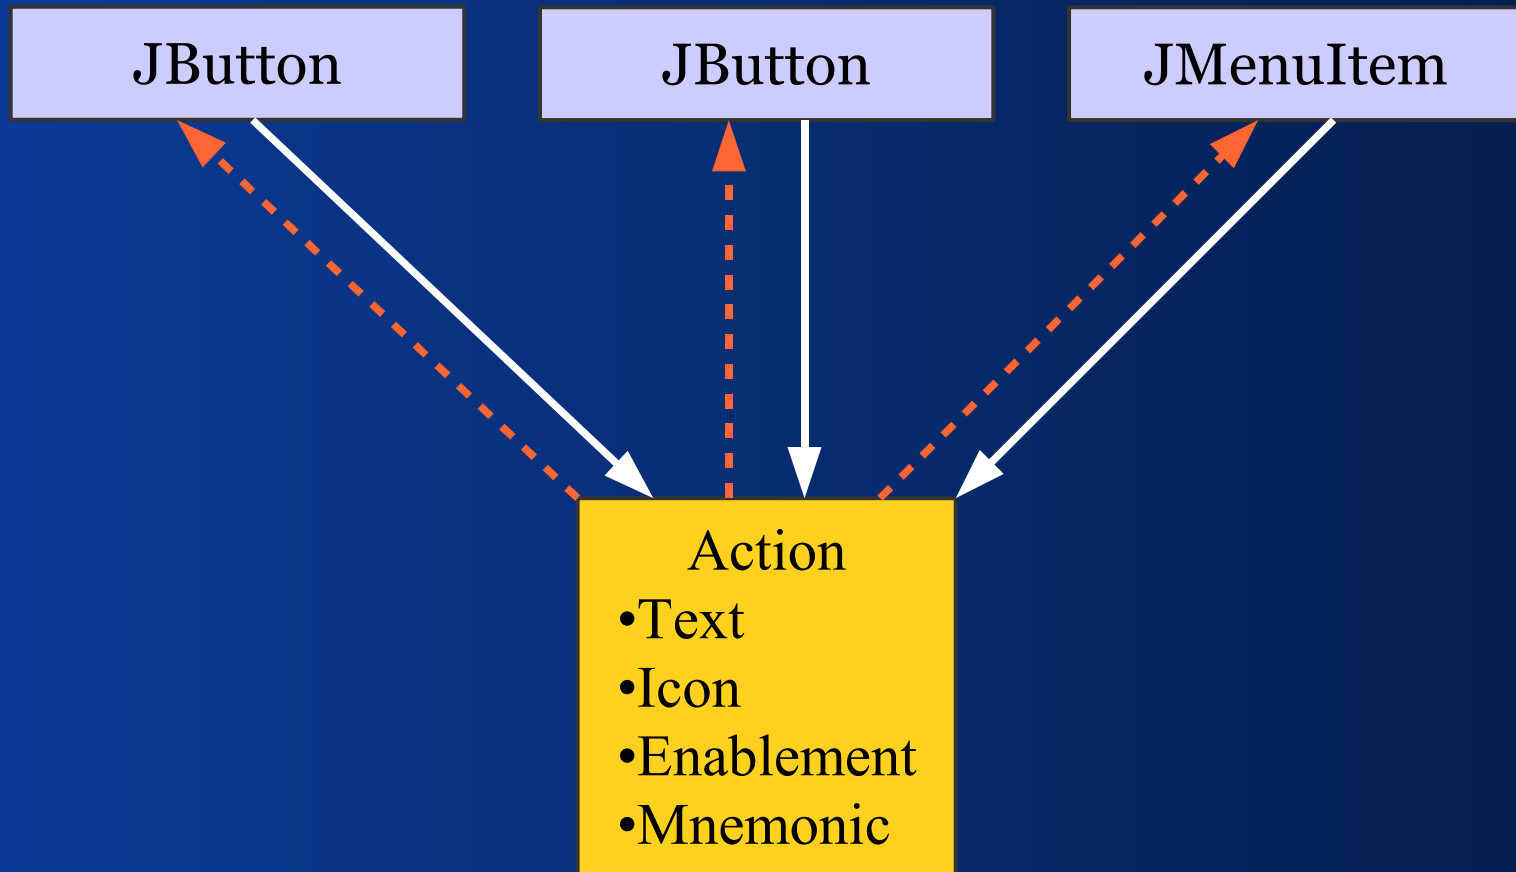 JButton
JButton
JMenuItem
Action
•Text
•Icon
•Enablement
•Mnemonic